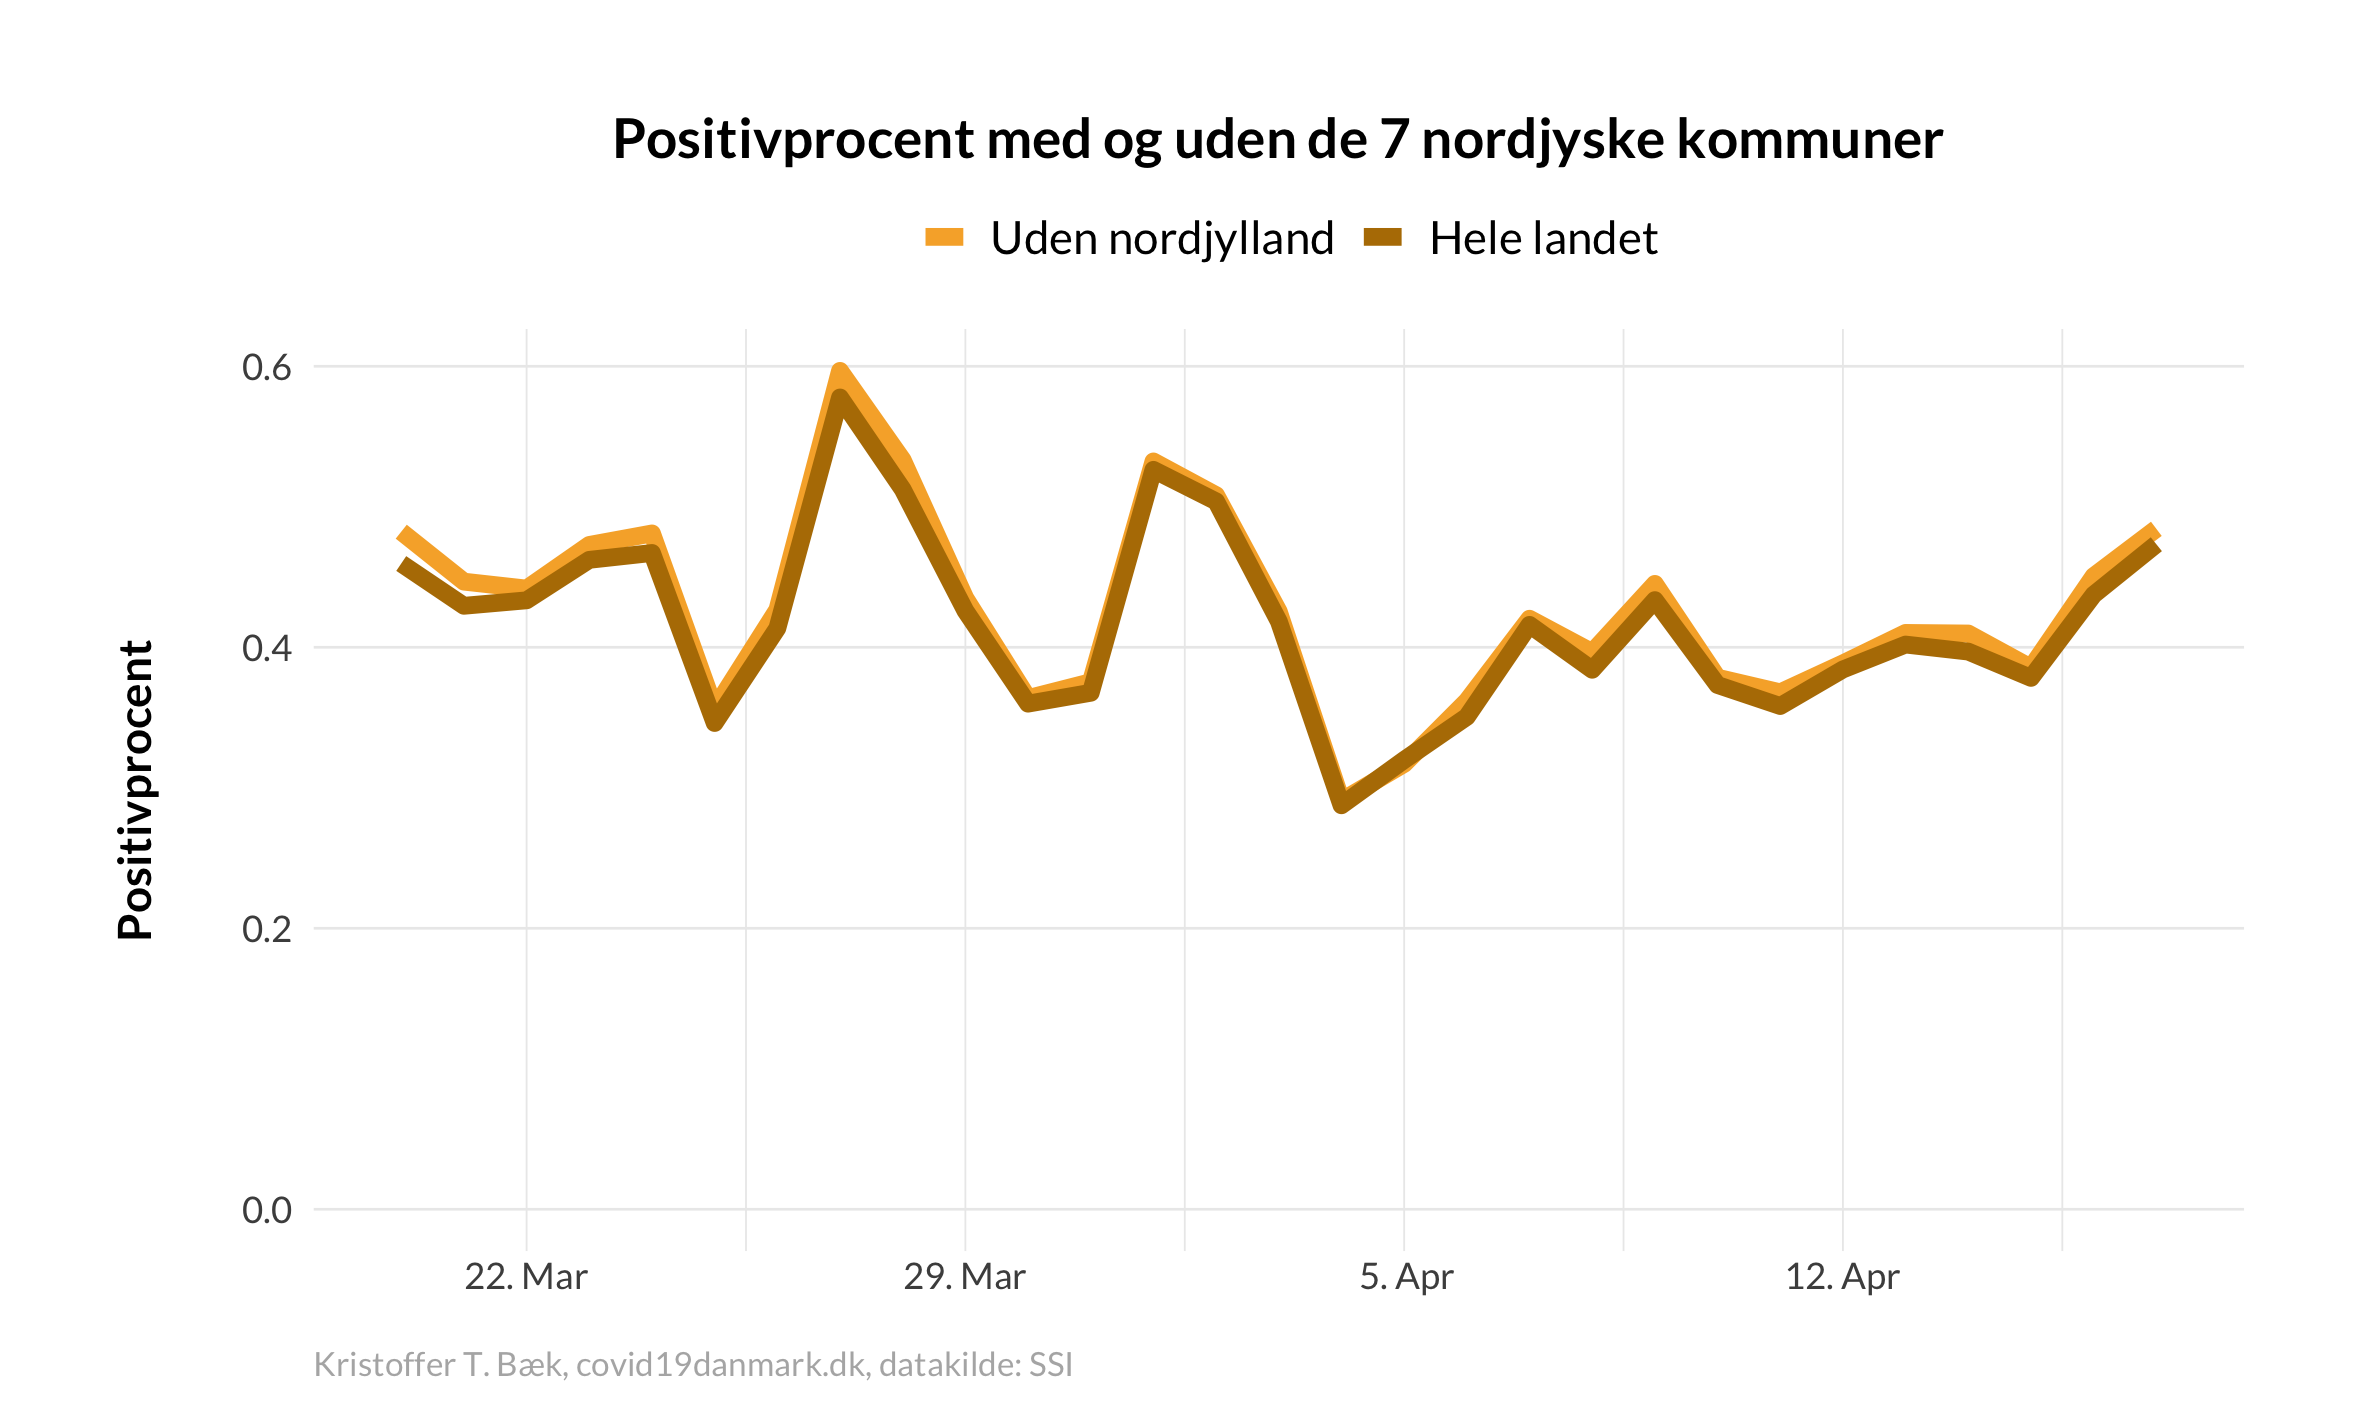 Positivprocent med og uden de 7 nordjyske kommuner
Uden nordjylland Hele landet
Positivprocent
0.6
0.4
0.2
0.0
22. Mar 29. Mar 5. Apr 12. Apr
Kristoffer T. Bæk, covid19danmark.dk, datakilde: SSI